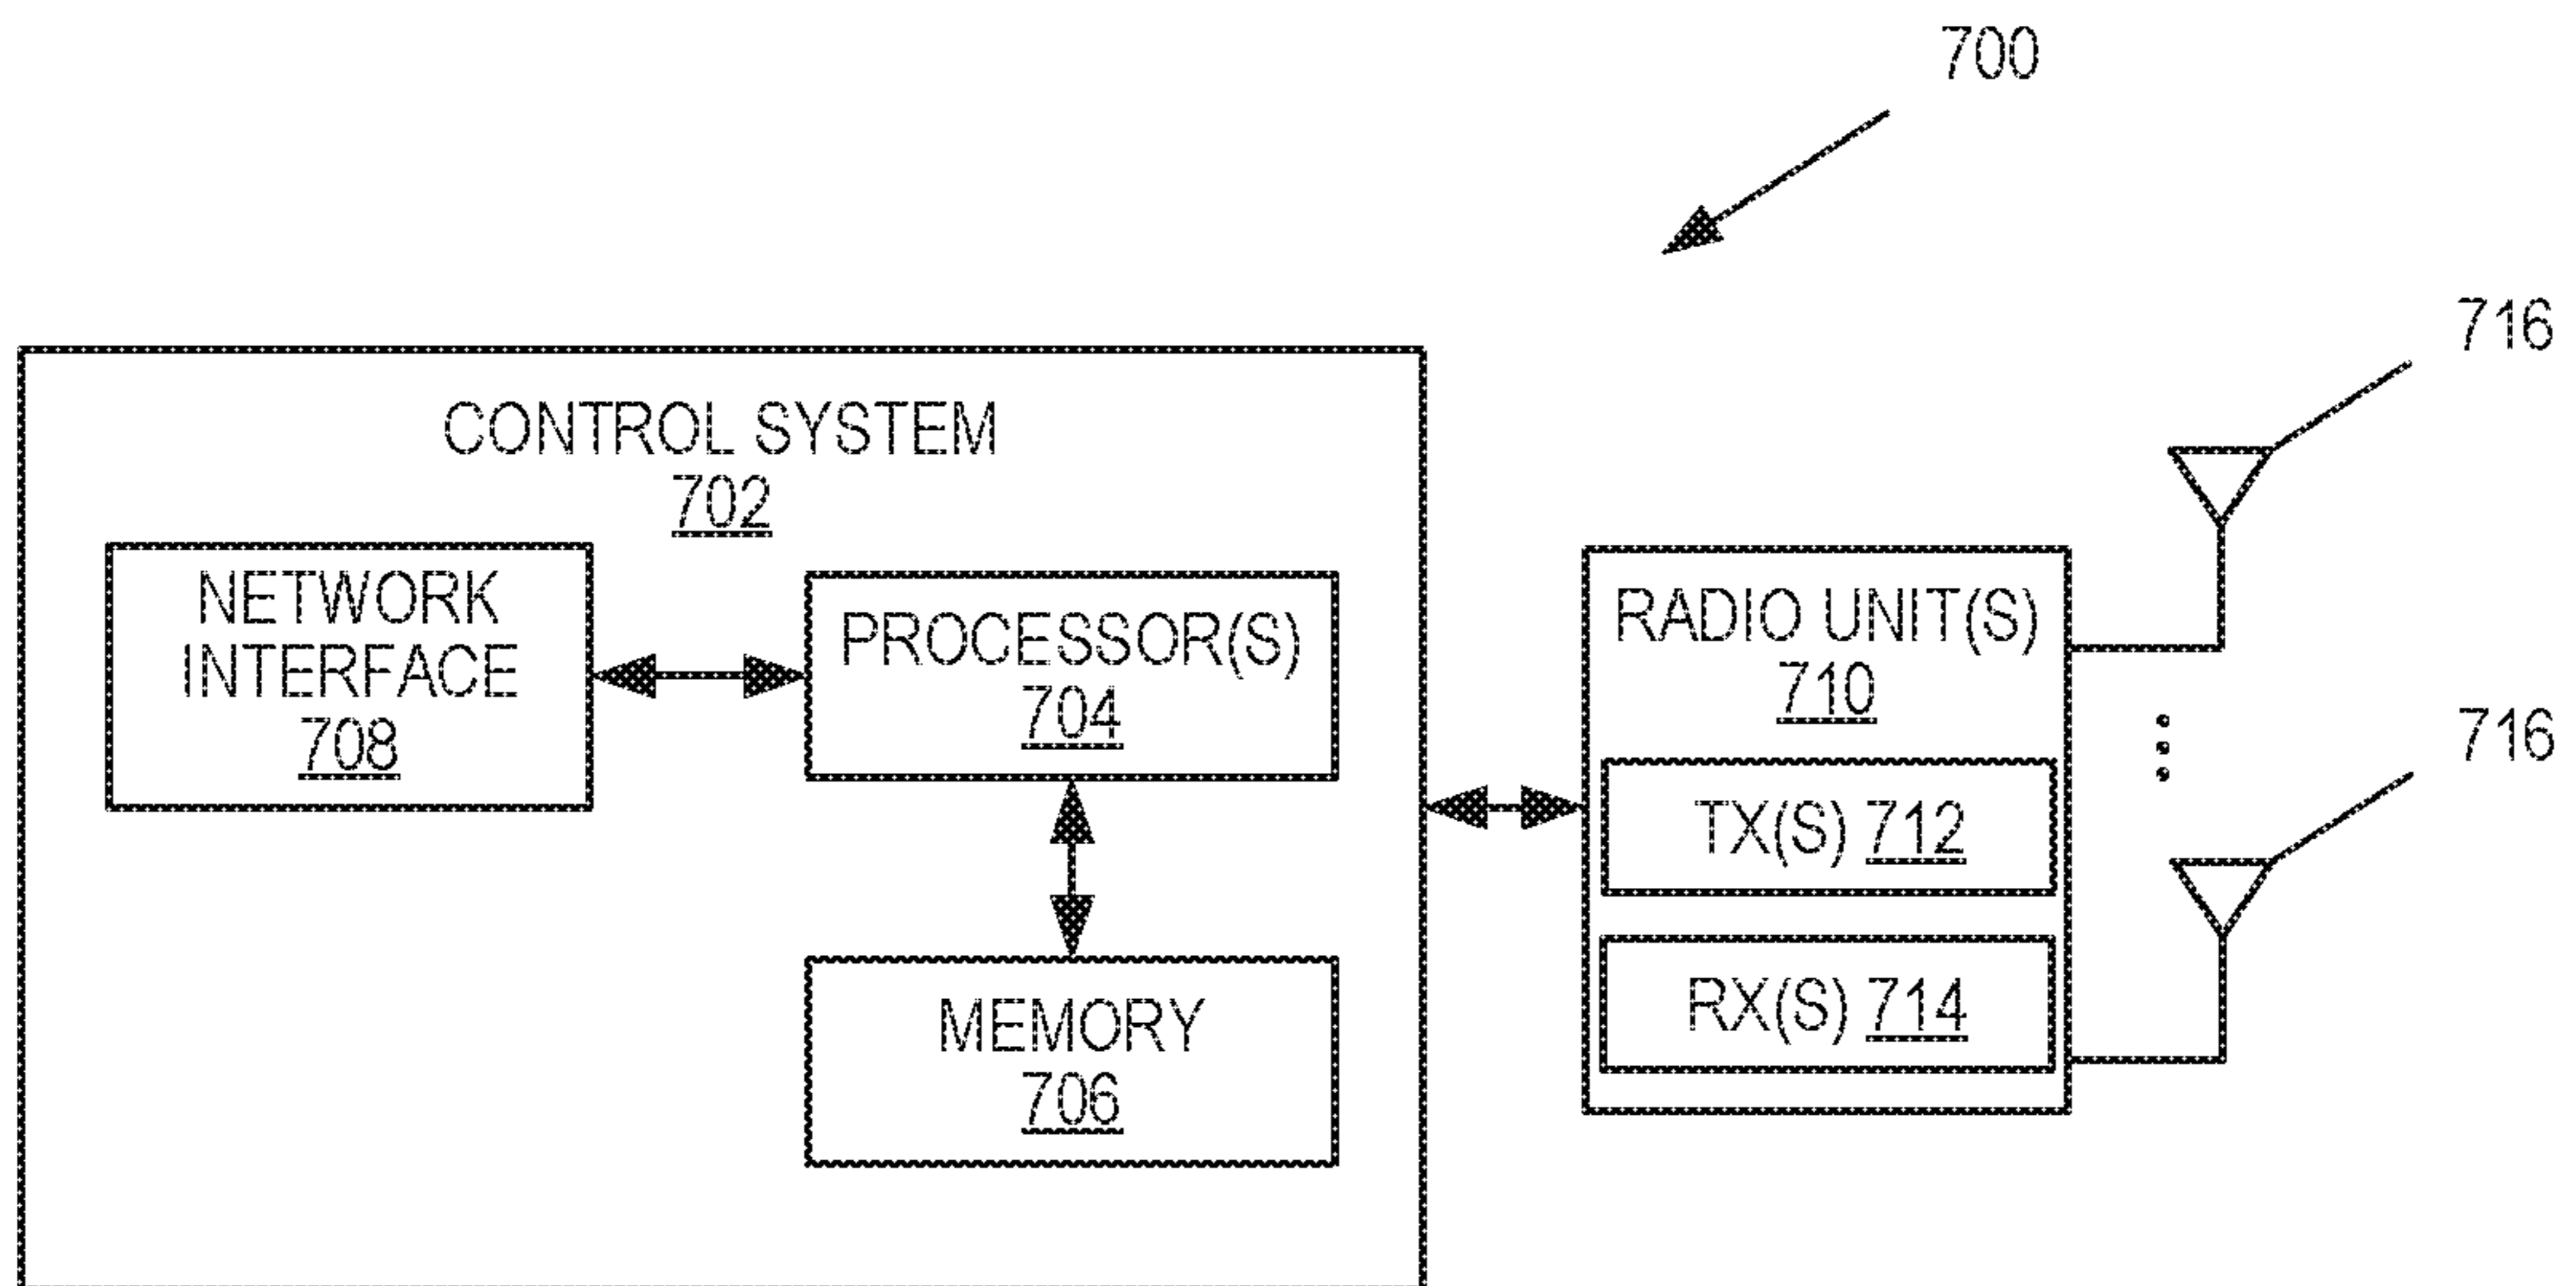 700
716
CONTROL SYSTEM
702
NETWORK
INTERFACE
708
PROCESSOR(S)
704
MEMORY
706
RADIO UNIT(S)
710
TX(S) 712
RX(S) 714
716